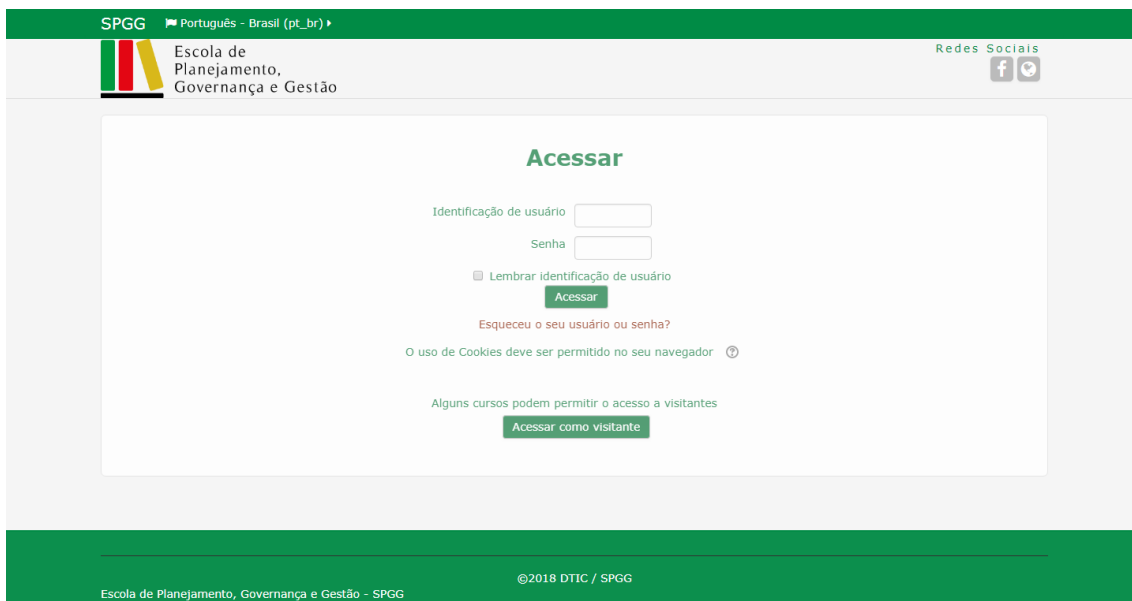 SPGG Português - Brasil (pt_br)
Escola de
Planejamento,
Governança e Gestão
Redes Sociais
Acessar
Identificação de usuário
Senha
Lembrar identificação de usuário
Acessar
Esqueceu o seu usuário ou senha?
O uso de Cookies deve ser permitido no seu navegador
Alguns cursos podem permitir o acesso a visitantes
Acessar como visitante
©2018 DTIC / SPGG
Escola de Planejamento, Governança e Gestão - SPGG